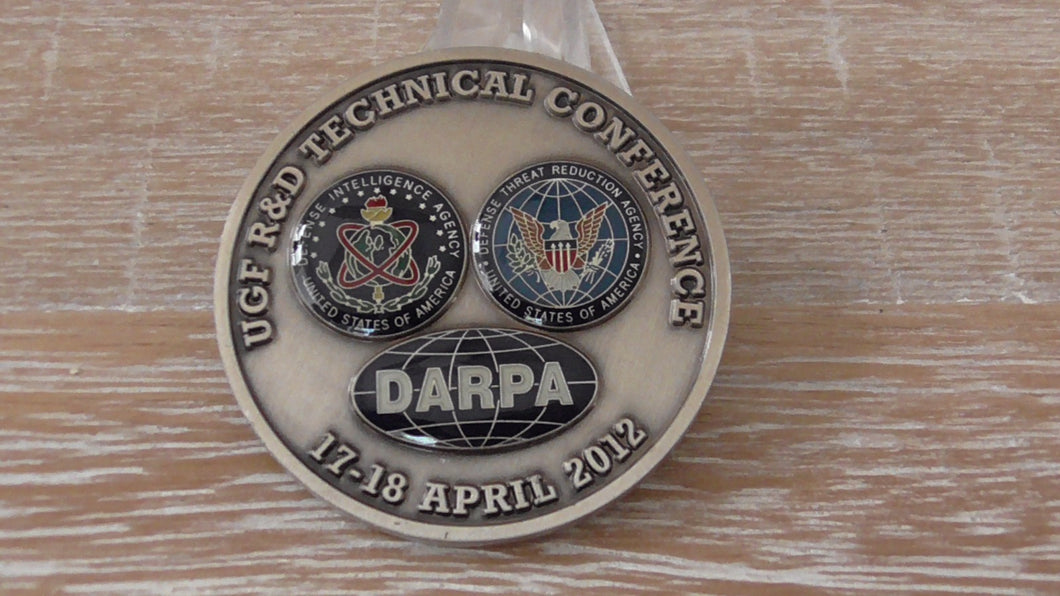 UGF R&D TECHNICAL CONFERENCE
DEFENSE INTELLIGENCE AGENCY
UNITED STATES OF AMERICA
DEFENSE THREAT REDUCTION AGENCY
UNITED STATES OF AMERICA
DARPA
17-18 APRIL 2012